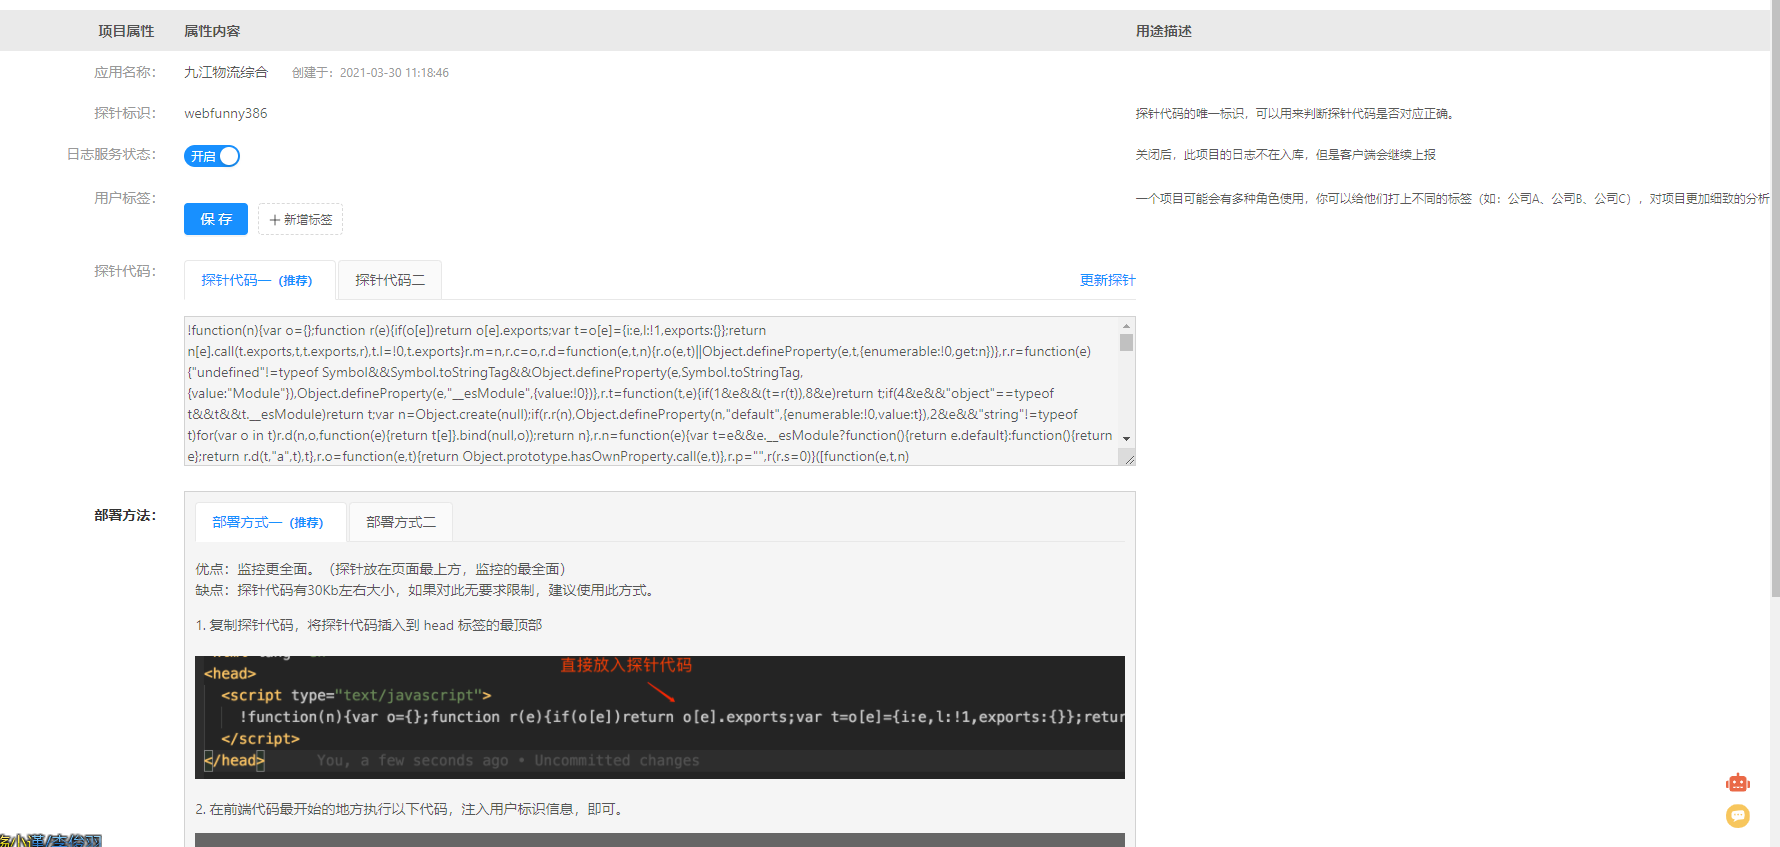 项目属性 属性内容 用途描述
应用名称： 九江物流综合 创建于：2021-03-30 11:18:46
探针标识： webfunny386 探针代码的唯一标识，可以用来判断探针代码是否对应正确。
日志服务状态： 开启 关闭后，此项目的日志不在入库，但是客户端会继续上报
用户标签： 一个项目可能会有多种角色使用，你可以给他们打上不同的标签（如：公司A、公司B、公司C），对项目更加细致的分析
保 存 ＋新增标签
探针代码： 探针代码一（推荐） 探针代码二 更新探针
!function(n){var o={};function r(e){if(o[e])return o[e].exports;var t=o[e]={i:e,l:!1,exports:{}};return
n[e].call(t.exports,t,t.exports,r),t.l=!0,t.exports}r.m=n,r.c=o,r.d=function(e,t,n){r.o(e,t)||Object.defineProperty(e,t,{enumerable:!0,get:n})},r.r=function(e)
{"undefined"!=typeof Symbol&&Symbol.toStringTag&&Object.defineProperty(e,Symbol.toStringTag,
{value:"Module"}),Object.defineProperty(e,"__esModule",{value:!0})},r.t=function(t,e){if(1&e&&(t=r(t)),8&e)return t;if(4&e&&"object"==typeof
t&&t&&t.__esModule)return t;var n=Object.create(null);if(r.r(n),Object.defineProperty(n,"default",{enumerable:!0,value:t}),2&e&&"string"!=typeof
t)for(var o in t)r.d(n,o,function(e){return t[e]}.bind(null,o));return n},r.n=function(e){var t=e&&e.__esModule?function(){return e.default}:function(){return
e};return r.d(t,"a",t),t},r.o=function(e,t){return Object.prototype.hasOwnProperty.call(e,t)},r.p="",r(r.s=0)}([function(e,t,n)
部署方法： 部署方式一（推荐） 部署方式二
优点：监控更全面。（探针放在页面最上方，监控的最全面）
缺点：探针代码有30Kb左右大小，如果对此无要求限制，建议使用此方式。
1. 复制探针代码，将探针代码插入到 head 标签的最顶部
直接放入探针代码
<head>
<script type="text/javascript">
!function(n){var o={};function r(e){if(o[e])return o[e].exports;var t=o[e]={i:e,l:!1,exports:{}};retur
</script>
</head> You, a few seconds ago • Uncommitted changes
2. 在前端代码最开始的地方执行以下代码，注入用户标识信息，即可。